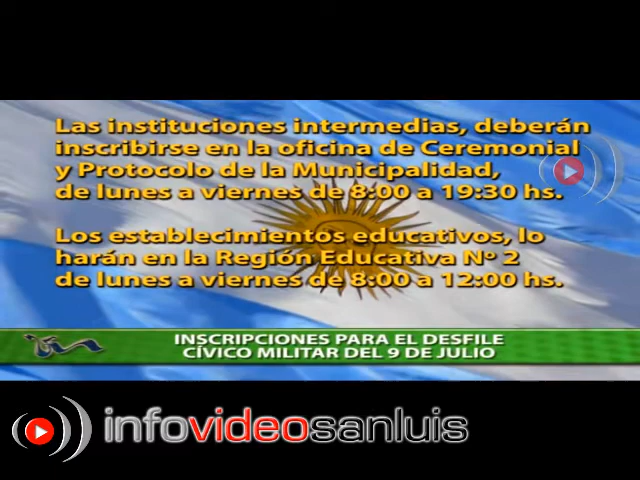 Las instituciones intermedias, deberán
inscribirse en la oficina de Ceremonial
y Protocolo de la Municipalidad,
de lunes a viernes de 8:00 a 19:30 hs.
Los establecimientos educativos, lo
harán en la Región Educativa Nº 2
de lunes a viernes de 8:00 a 12:00 hs.
INSCRIPCIONES PARA EL DESFILE
CÍVICO MILITAR DEL 9 DE JULIO
infovideosanluis